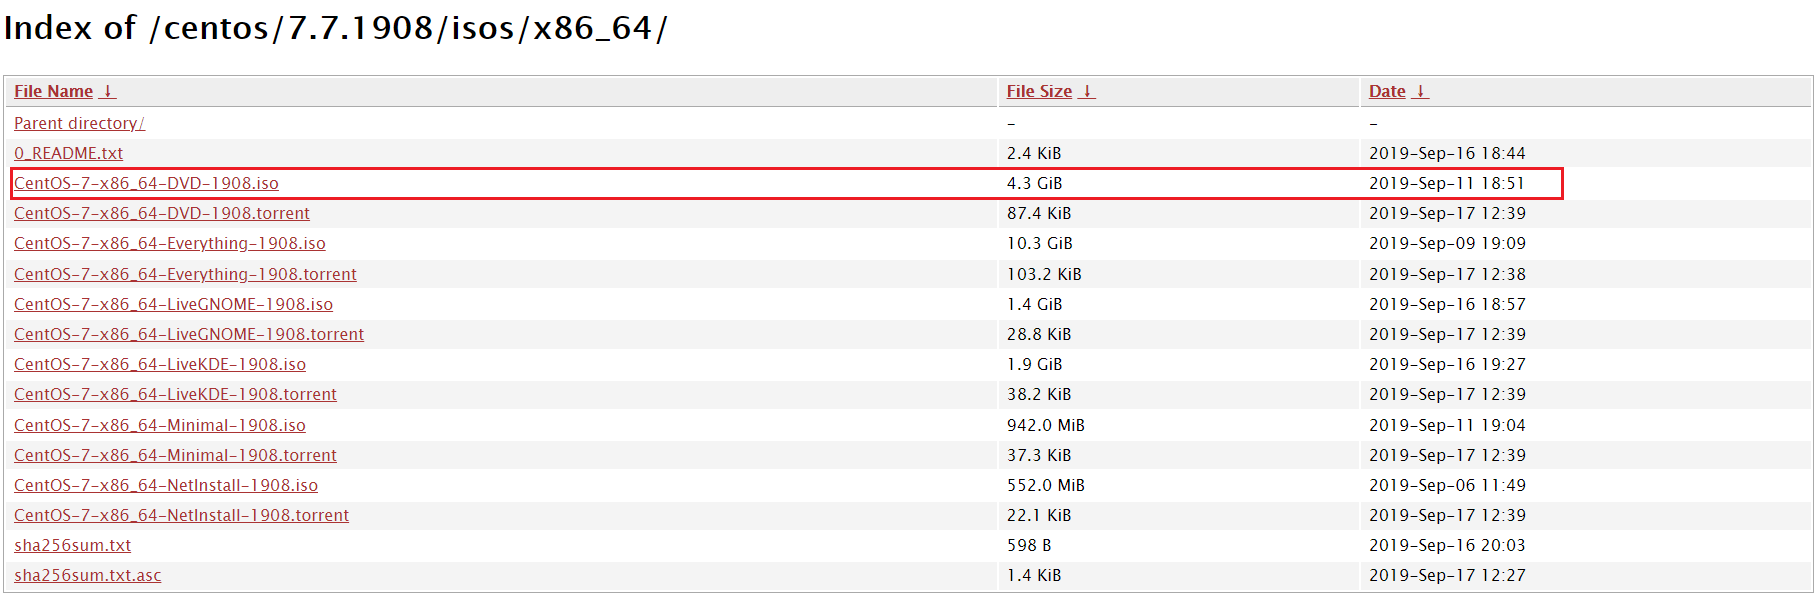 Index of /centos/7.7.1908/isos/x86_64/
File Name ↓ File Size ↓ Date ↓
Parent directory/ - -
0_README.txt 2.4 KiB 2019-Sep-16 18:44
CentOS-7-x86_64-DVD-1908.iso 4.3 GiB 2019-Sep-11 18:51
CentOS-7-x86_64-DVD-1908.torrent 87.4 KiB 2019-Sep-17 12:39
CentOS-7-x86_64-Everything-1908.iso 10.3 GiB 2019-Sep-09 19:09
CentOS-7-x86_64-Everything-1908.torrent 103.2 KiB 2019-Sep-17 12:38
CentOS-7-x86_64-LiveGNOME-1908.iso 1.4 GiB 2019-Sep-16 18:57
CentOS-7-x86_64-LiveGNOME-1908.torrent 28.8 KiB 2019-Sep-17 12:39
CentOS-7-x86_64-LiveKDE-1908.iso 1.9 GiB 2019-Sep-16 19:27
CentOS-7-x86_64-LiveKDE-1908.torrent 38.2 KiB 2019-Sep-17 12:39
CentOS-7-x86_64-Minimal-1908.iso 942.0 MiB 2019-Sep-11 19:04
CentOS-7-x86_64-Minimal-1908.torrent 37.3 KiB 2019-Sep-17 12:39
CentOS-7-x86_64-NetInstall-1908.iso 552.0 MiB 2019-Sep-06 11:49
CentOS-7-x86_64-NetInstall-1908.torrent 22.1 KiB 2019-Sep-17 12:39
sha256sum.txt 598 B 2019-Sep-16 20:03
sha256sum.txt.asc 1.4 KiB 2019-Sep-17 12:27